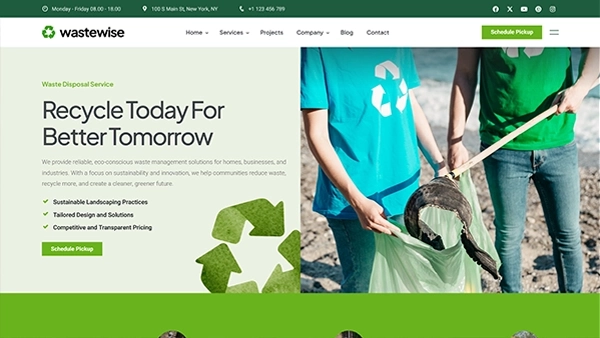 Monday - Friday 08.00 - 18.00
100 S Main St, New York, NY
+1 123 456 789
wastewise
Home
Services
Projects
Company
Blog
Contact
Schedule Pickup
Waste Disposal Service
Recycle Today For
Better Tomorrow
We provide reliable, eco-conscious waste management solutions for homes, businesses, and
industries. With a focus on sustainability and innovation, we help communities reduce waste,
recycle more, and create a cleaner, greener future.
Sustainable Landscaping Practices
Tailored Design and Solutions
Competitive and Transparent Pricing
Schedule Pickup